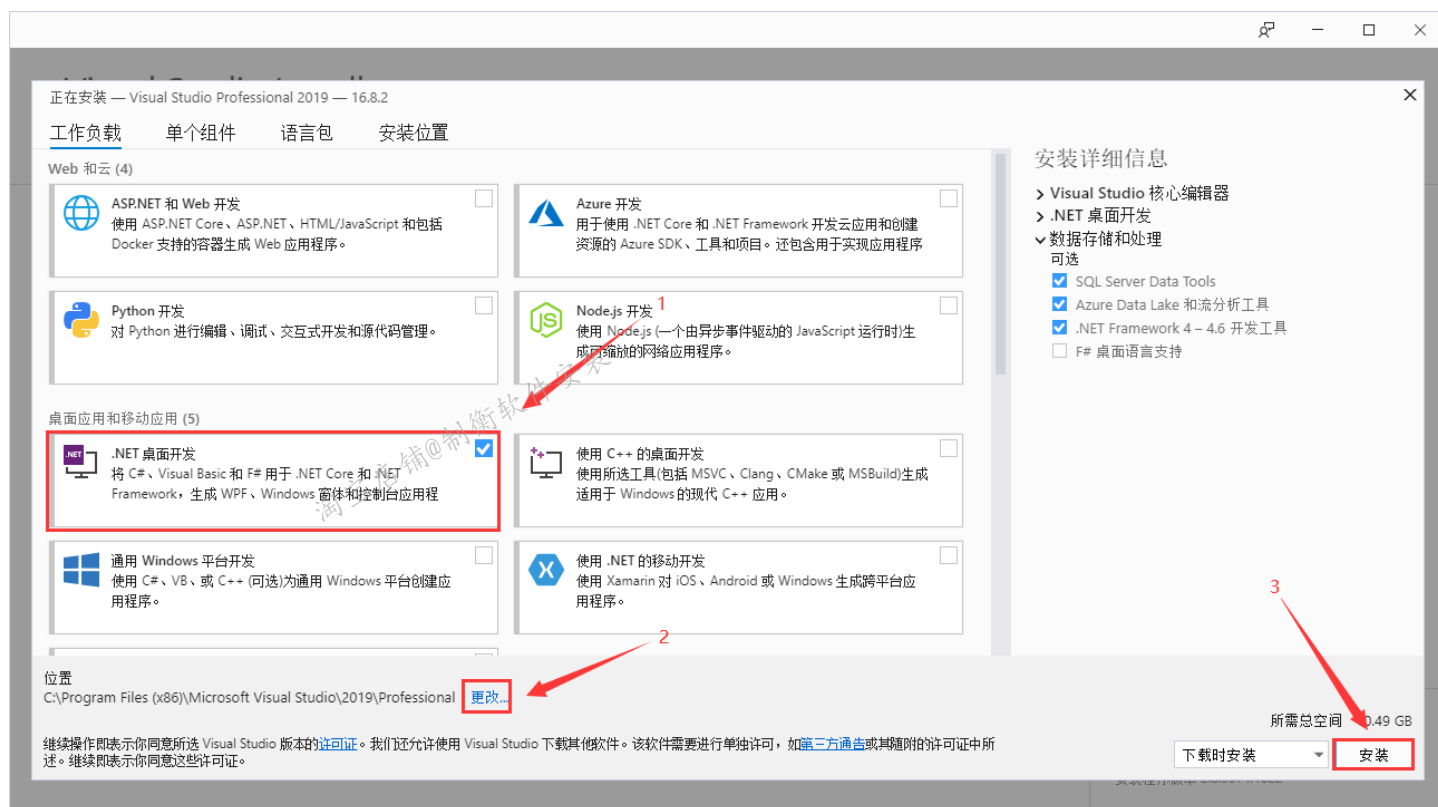 正在安装 — Visual Studio Professional 2019 — 16.8.2
工作负载 单个组件 语言包 安装位置
Web 和云 (4)
ASP.NET 和 Web 开发
使用 ASP.NET Core、ASP.NET、HTML/JavaScript 和包括
Docker 支持的容器生成 Web 应用程序。
Azure 开发
用于使用 .NET Core 和 .NET Framework 开发云应用和创建
资源的 Azure SDK、工具和项目。还包含用于实现应用程序
Python 开发
对 Python 进行编辑、调试、交互式开发和源代码管理。
Node.js 开发
使用 Node.js (一个由异步事件驱动的 JavaScript 运行时)生
成可缩放的网络应用程序。
1
桌面应用和移动应用 (5)
.NET 桌面开发
将 C#、Visual Basic 和 F# 用于 .NET Core 和 .NET
Framework，生成 WPF、Windows 窗体和控制台应用程
使用 C++ 的桌面开发
使用所选工具(包括 MSVC、Clang、CMake 或 MSBuild)生成
适用于 Windows 的现代 C++ 应用。
通用 Windows 平台开发
使用 C#、VB、或 C++ (可选)为通用 Windows 平台创建应
用程序。
使用 .NET 的移动开发
使用 Xamarin 对 iOS、Android 或 Windows 生成跨平台应
用程序。
淘宝店铺@制衡软件安装
安装详细信息
Visual Studio 核心编辑器
.NET 桌面开发
数据存储和处理
可选
SQL Server Data Tools
Azure Data Lake 和流分析工具
.NET Framework 4 – 4.6 开发工具
F# 桌面语言支持
2
3
位置
C:\Program Files (x86)\Microsoft Visual Studio\2019\Professional 更改...
所需总空间 0.49 GB
继续操作即表示你同意所选 Visual Studio 版本的许可证。我们还允许使用 Visual Studio 下载其他软件。该软件需要进行单独许可，如第三方通告或其随附的许可证中所
述。继续即表示你同意这些许可证。
下载时安装 安装